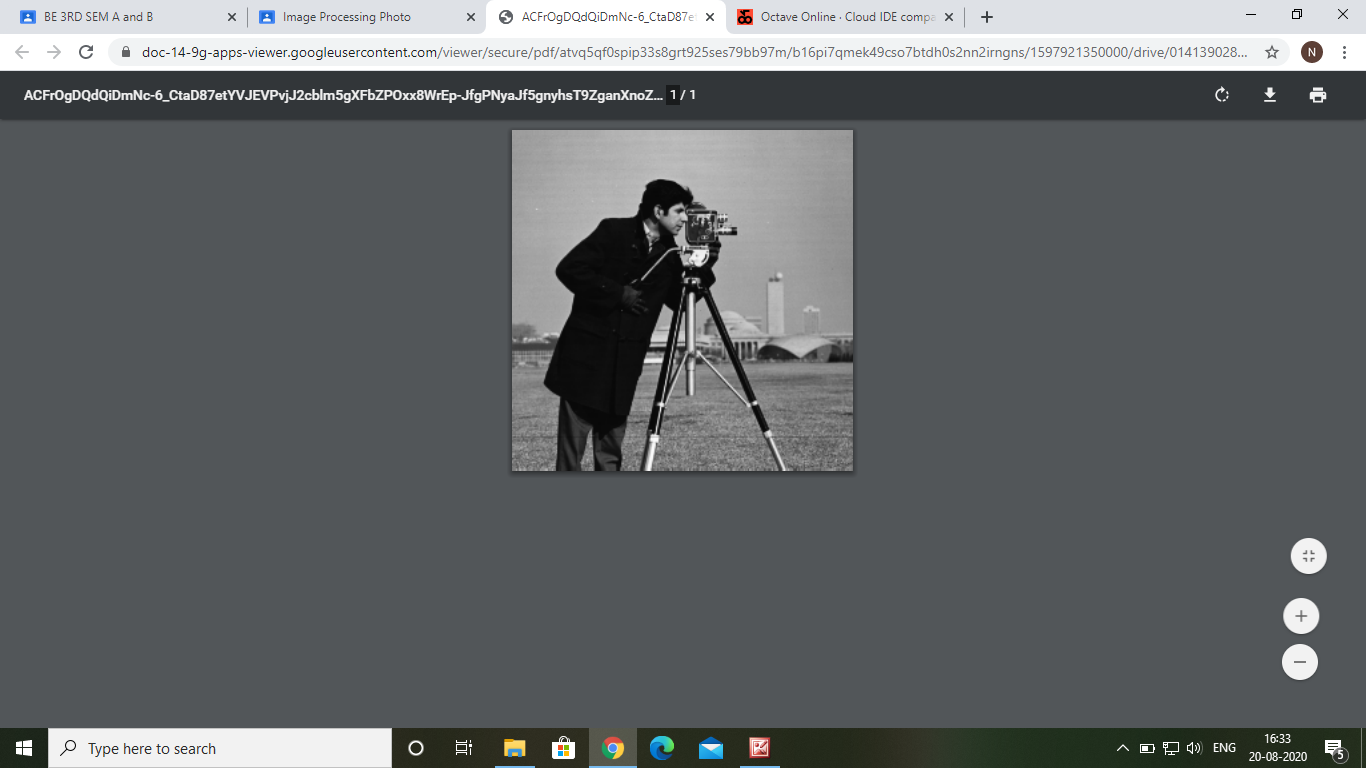 BE 3RD SEM A and B
Image Processing Photo
ACFrOgDQdQiDmNc-6_CtaD87et
Octave Online · Cloud IDE compa
doc-14-9g-apps-viewer.googleusercontent.com/viewer/secure/pdf/atvq5qf0spip33s8grt925ses79bb97m/b16pi7qmek49cso7btdh0s2nn2irngns/1597921350000/drive/014139028...
N
ACFrOgDQdQiDmNc-6_CtaD87etYVJEVPvjJ2cblm5gXFbZPOxx8WrEp-JfgPNyaJf5gnyhsT9ZganXnoZ... 1 / 1
Type here to search
ENG
16:33
20-08-2020
5